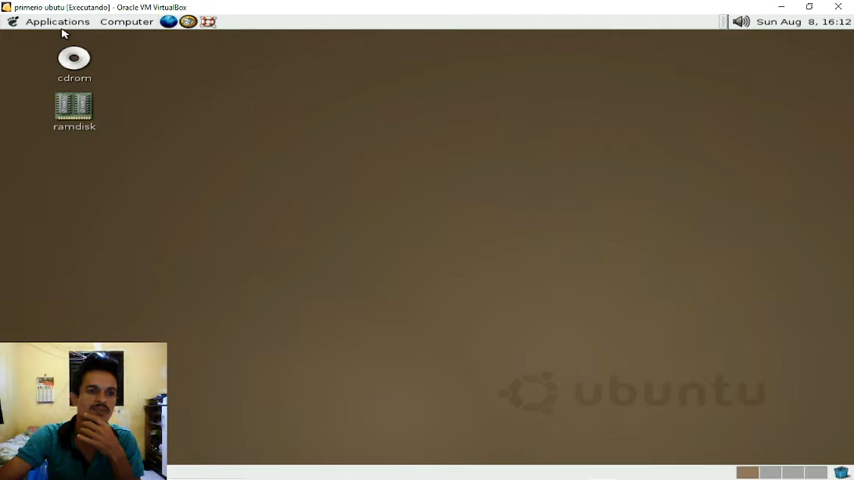 primerio ubutu [Executando] - Oracle VM VirtualBox
Applications Computer Sun Aug 8, 16:12
cdrom
ramdisk
ubuntu